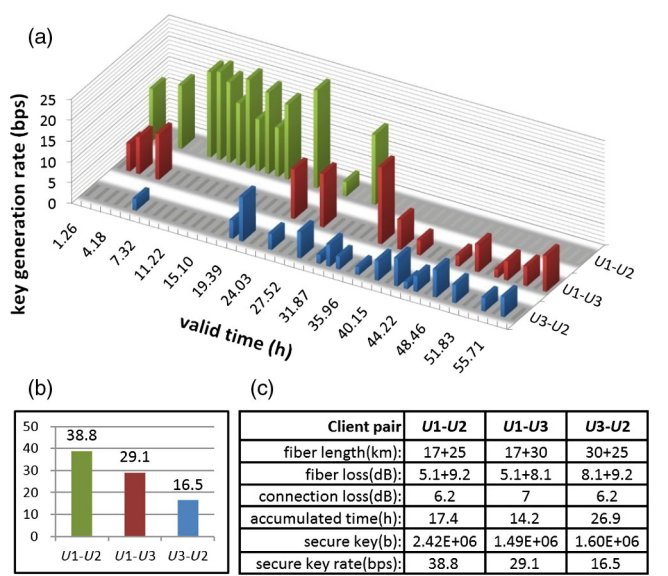 (a)
key generation rate (bps)
25
20
15
10
5
0
1.26
4.18
7.32
11.22
15.10
19.39
24.03
27.52
31.87
35.96
40.15
44.22
48.46
51.83
55.71
valid time (h)
U1-U2
U1-U3
U3-U2
(b)
50
40
30
20
10
0
38.8
29.1
16.5
U1-U2 U1-U3 U3-U2
(c)
Client pair U1-U2 U1-U3 U3-U2
fiber length(km): 17+25 17+30 30+25
fiber loss(dB): 5.1+9.2 5.1+8.1 8.1+9.2
connection loss(dB): 6.2 7 6.2
accumulated time(h): 17.4 14.2 26.9
secure key(b): 2.42E+06 1.49E+06 1.60E+06
secure key rate(bps): 38.8 29.1 16.5